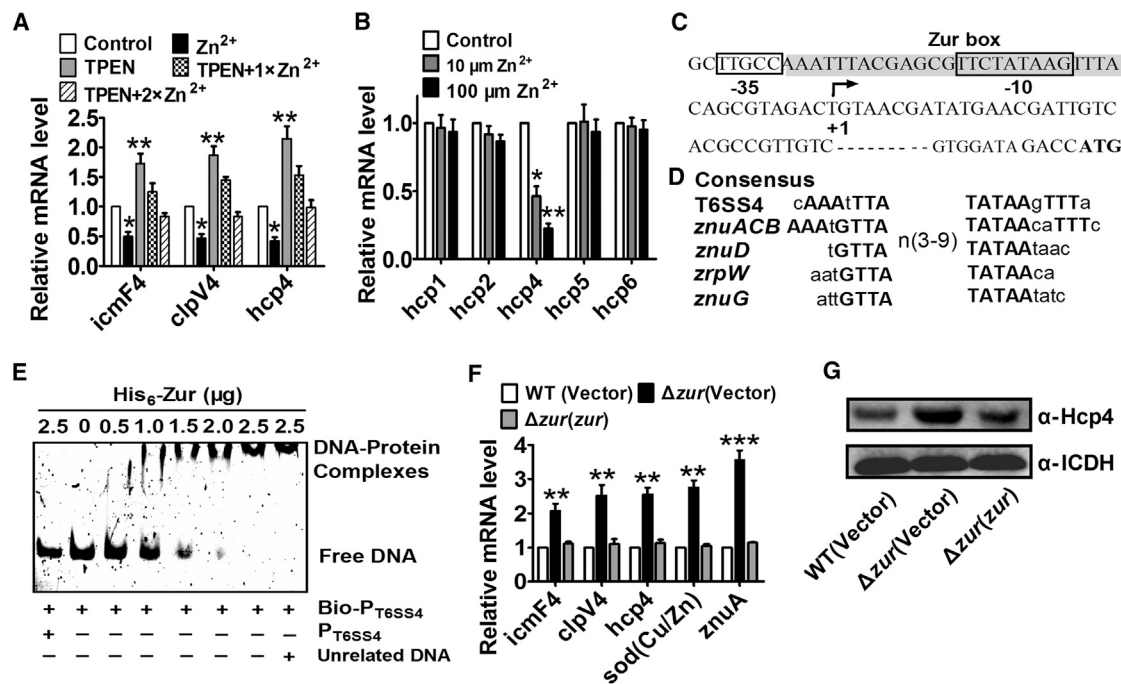 A
Control
Zn2+
TPEN
TPEN+1×Zn2+
TPEN+2×Zn2+
Relative mRNA level
2.5
2.0
1.5
1.0
0.5
0.0
**
**
**
*
*
*
icmF4
clpV4
hcp4
B
Control
10 µm Zn2+
100 µm Zn2+
Relative mRNA level
1.0
0.5
0.0
*
**
hcp1
hcp2
hcp4
hcp5
hcp6
C
Zur box
GCTTGCCAAATTTACGAGCGTTCTATAAGTTTA
-35
-10
CAGCGTAGACTGTAACGATATGAACGATTGTC
+1
ACGCCGTTGTC--------GTGGATA GACC ATG
D
Consensus
T6SS4 cAAAtTTA TATAAgTTTa
znuACB AAAtGTTA TATAAcaTTTc
n(3-9)
znuD tGTTA TATAAtaac
zrpW aatGTTA TATAAca
znuG attGTTA TATAAtatc
E
His6-Zur (µg)
2.5 0 0.5 1.0 1.5 2.0 2.5 2.5
DNA-Protein
Complexes
Free DNA
+ + + + + + + + Bio-PT6SS4
+ – – – – – – – PT6SS4
– – – – – – – + Unrelated DNA
F
WT (Vector)
Δzur(Vector)
Δzur(zur)
Relative mRNA level
4
3
2
1
0
**
**
**
**
***
icmF4
clpV4
hcp4
sod(Cu/Zn)
znuA
G
α-Hcp4
α-ICDH
WT(Vector)
Δzur(Vector)
Δzur(zur)